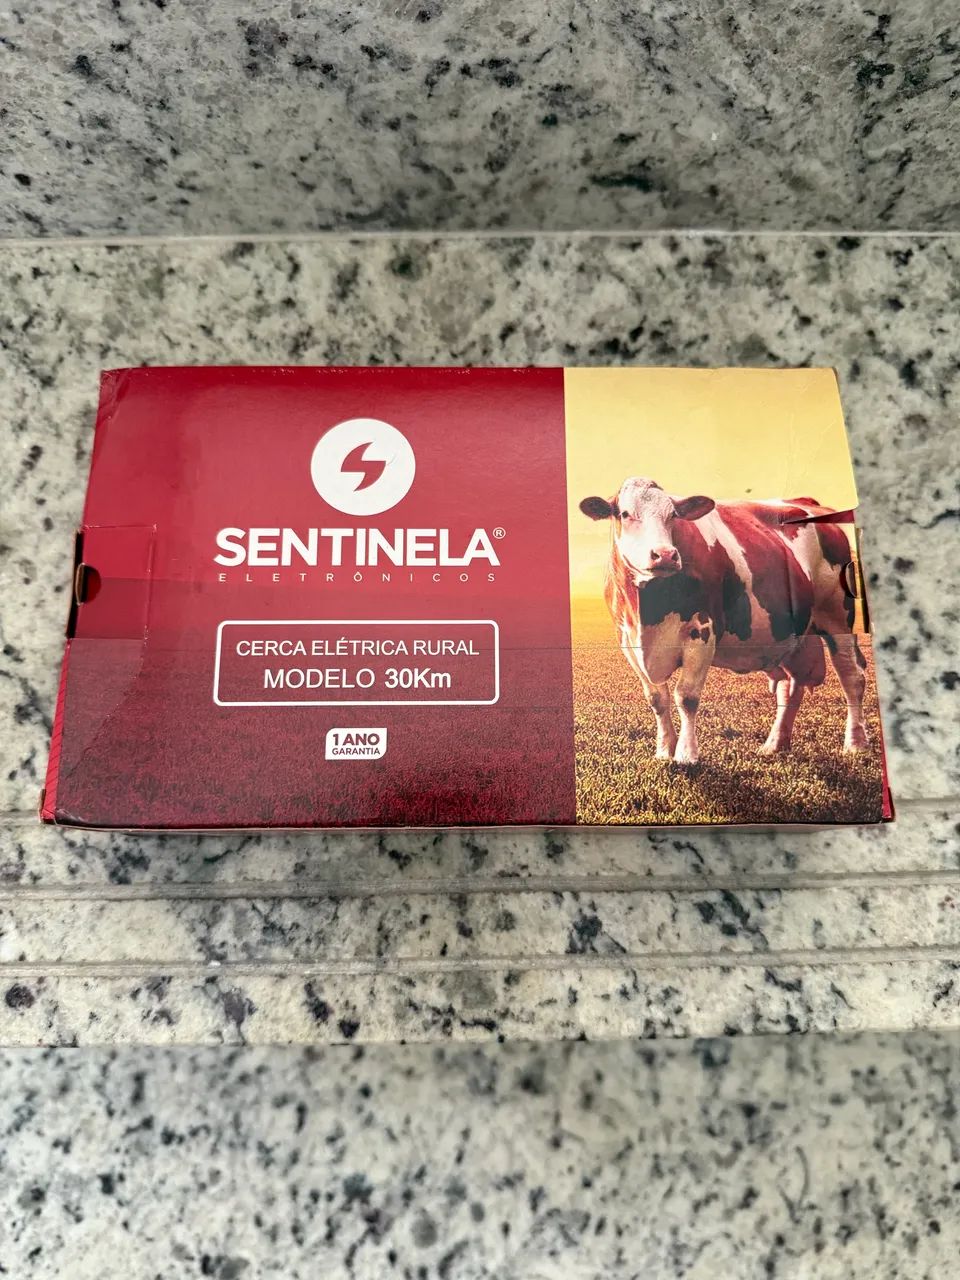 SENTINELA®
ELETRÔNICOS
CERCA ELÉTRICA RURAL
MODELO 30Km
1 ANO
GARANTIA